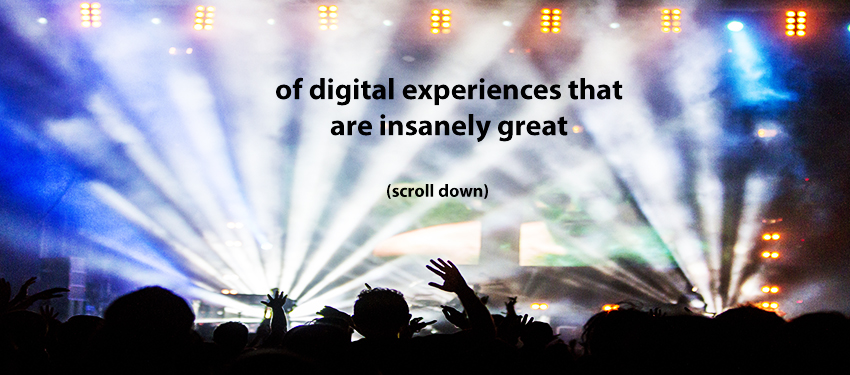 of digital experiences that
are insanely great
(scroll down)